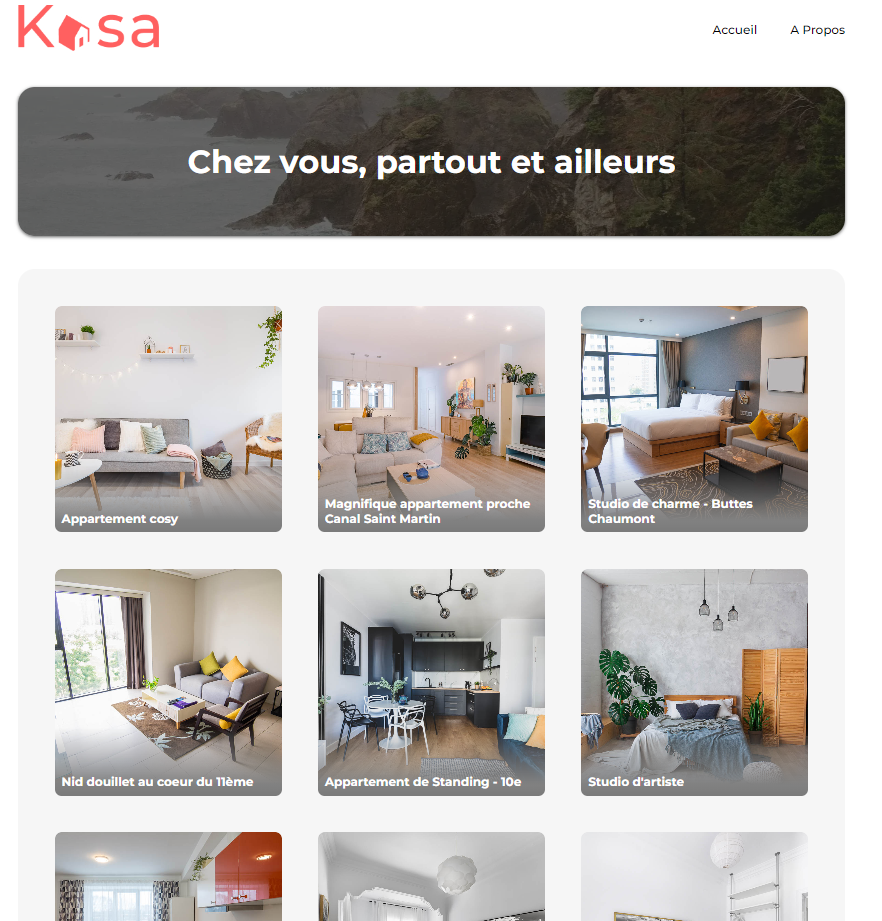 Kasa
Accueil
A Propos
Chez vous, partout et ailleurs
Appartement cosy
Magnifique appartement proche
Canal Saint Martin
Studio de charme - Buttes
Chaumont
Nid douillet au coeur du 11ème
Appartement de Standing - 10e
Studio d'artiste